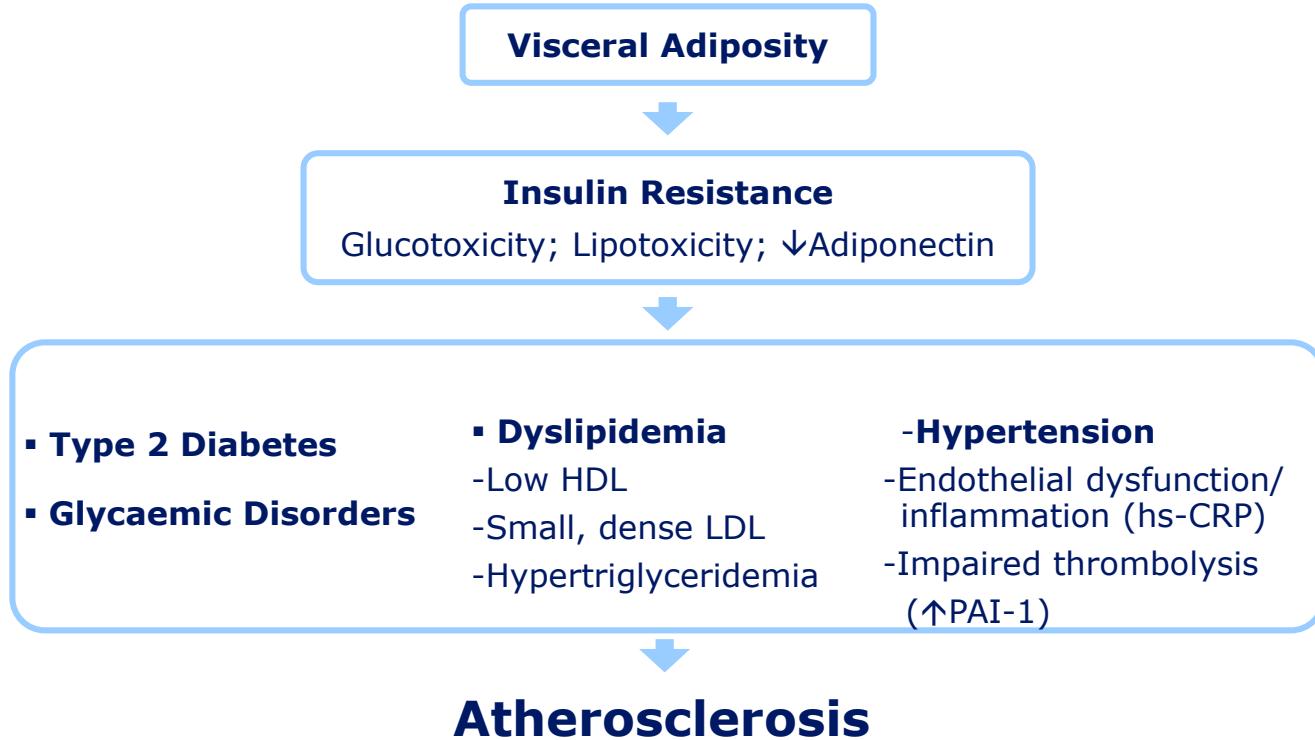 Visceral Adiposity
Insulin Resistance
Glucotoxicity; Lipotoxicity; ↓Adiponectin
▪ Type 2 Diabetes
▪ Glycaemic Disorders
▪ Dyslipidemia
-Low HDL
-Small, dense LDL
-Hypertriglyceridemia
-Hypertension
-Endothelial dysfunction/
inflammation (hs-CRP)
-Impaired thrombolysis
(↑PAI-1)
Atherosclerosis